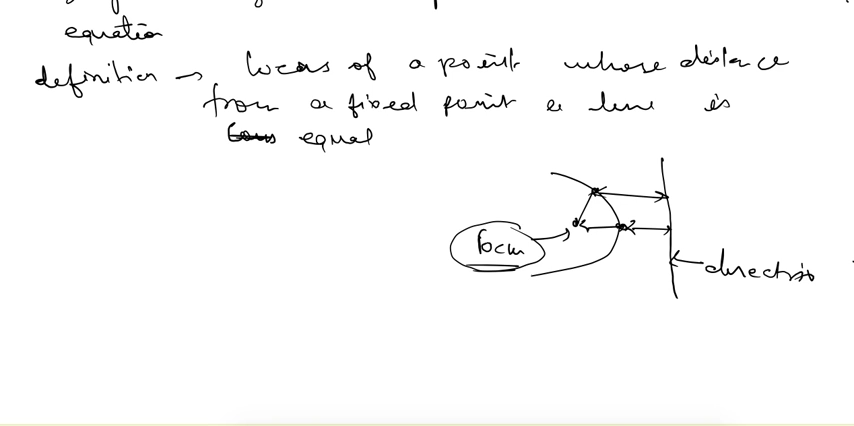 equation
definition → locus of a point whose distance
from a fixed point & line is
equal
focus
directrix